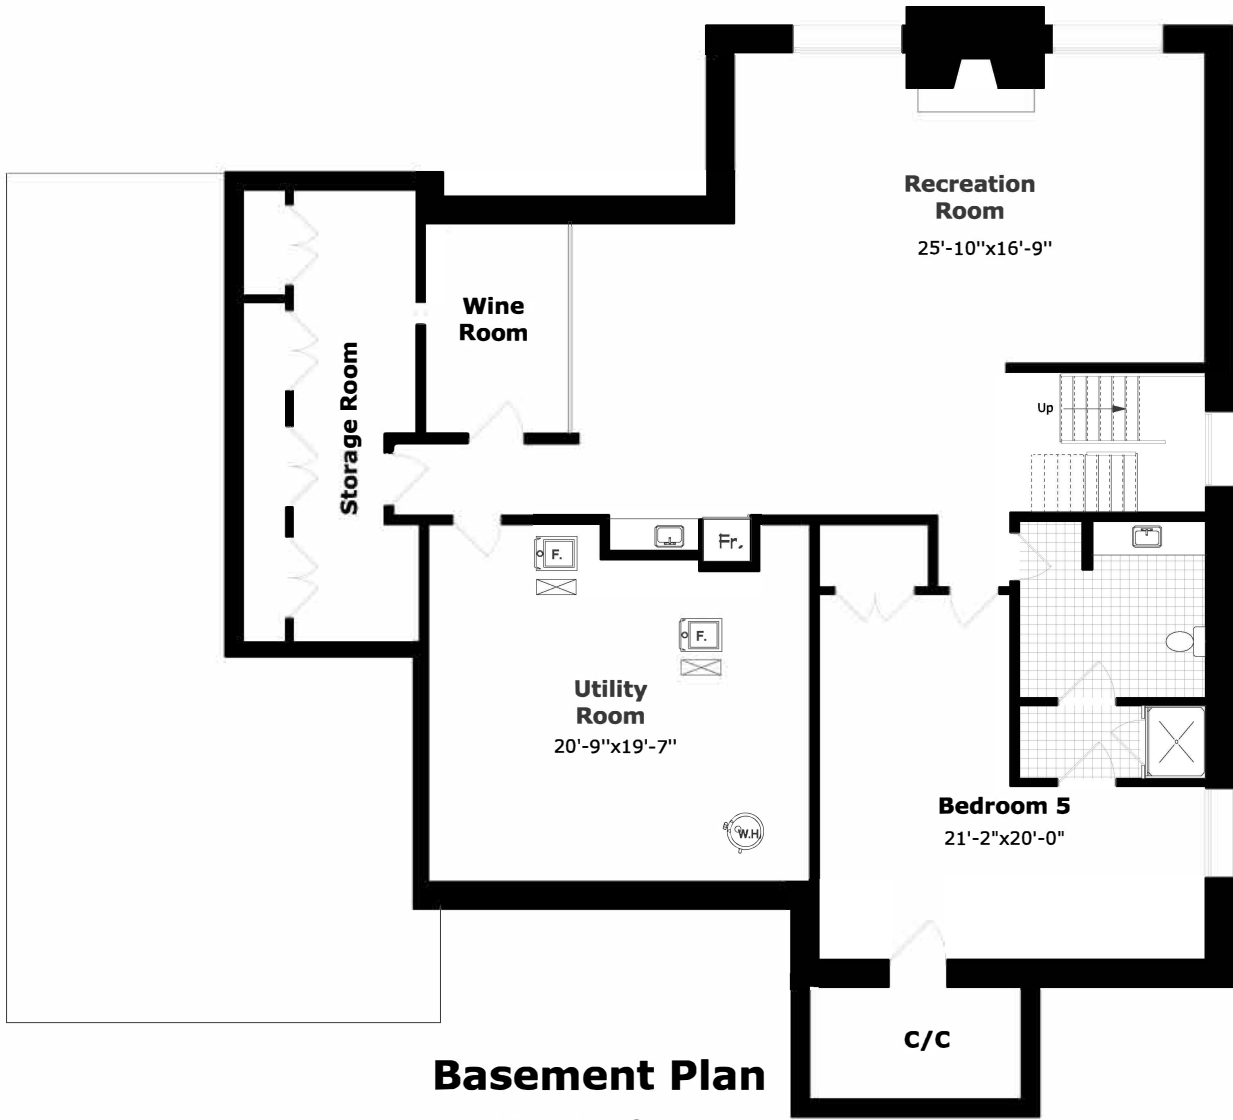 Recreation
Room
25'-10"x16'-9"
Wine
Room
Storage Room
Up
Fr.
F.
F.
Utility
Room
20'-9"x19'-7"
W.H.
Bedroom 5
21'-2"x20'-0"
C/C
Basement Plan